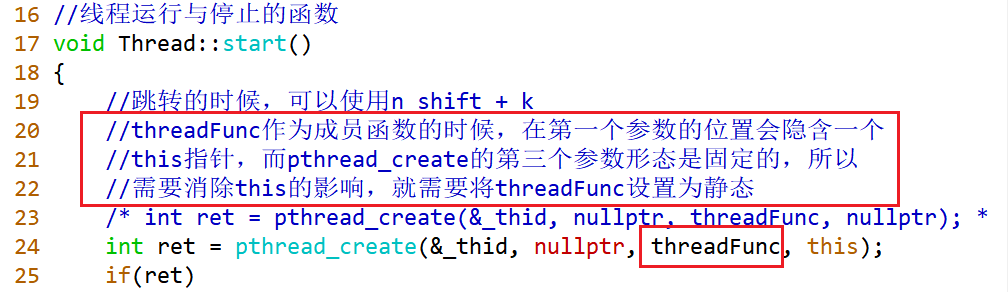 16 //线程运行与停止的函数
17 void Thread::start()
18 {
19     //跳转的时候，可以使用n shift + k
20     //threadFunc作为成员函数的时候，在第一个参数的位置会隐含一个
21     //this指针，而pthread_create的第三个参数形态是固定的，所以
22     //需要消除this的影响，就需要将threadFunc设置为静态
23     /* int ret = pthread_create(&_thid, nullptr, threadFunc, nullptr); *
24     int ret = pthread_create(&_thid, nullptr, threadFunc, this);
25     if(ret)